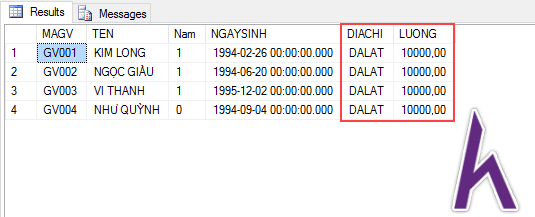 Results Messages
MAGV TEN Nam NGAYSINH DIACHI LUONG
1 GV001 KIM LONG 1 1994-02-26 00:00:00.000 DALAT 10000,00
2 GV002 NGỌC GIÀU 1 1994-06-20 00:00:00.000 DALAT 10000,00
3 GV003 VI THANH 1 1995-12-02 00:00:00.000 DALAT 10000,00
4 GV004 NHƯ QUỲNH 0 1994-09-04 00:00:00.000 DALAT 10000,00
h